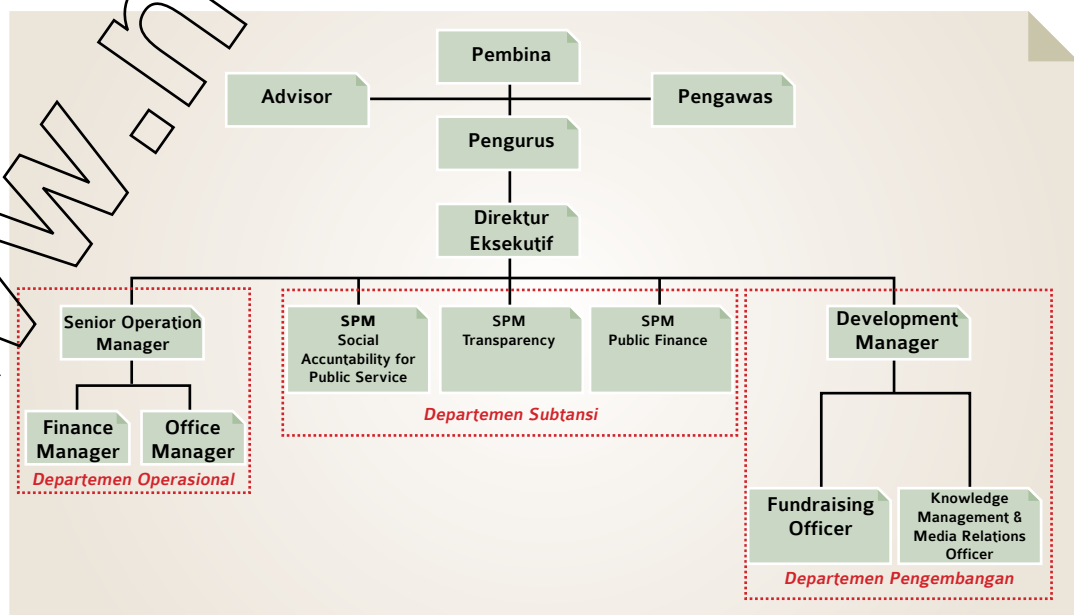 Pembina
Advisor
Pengawas
Pengurus
Direktur
Eksekutif
Senior Operation
Manager
SPM
Social
Accuntability for
Public Service
SPM
Transparency
SPM
Public Finance
Development
Manager
Finance
Manager
Office
Manager
Departemen Operasional
Departemen Subtansi
Fundraising
Officer
Knowledge
Management &
Media Relations
Officer
Departemen Pengembangan
w.n